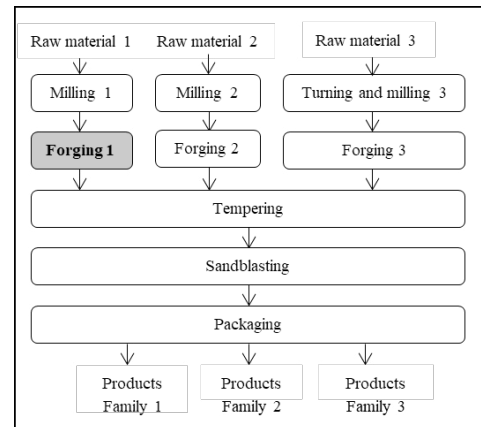 Raw material 1 Raw material 2 Raw material 3
Milling 1 Milling 2 Turning and milling 3
Forging 1 Forging 2 Forging 3
Tempering
Sandblasting
Packaging
Products Products Products
Family 1 Family 2 Family 3